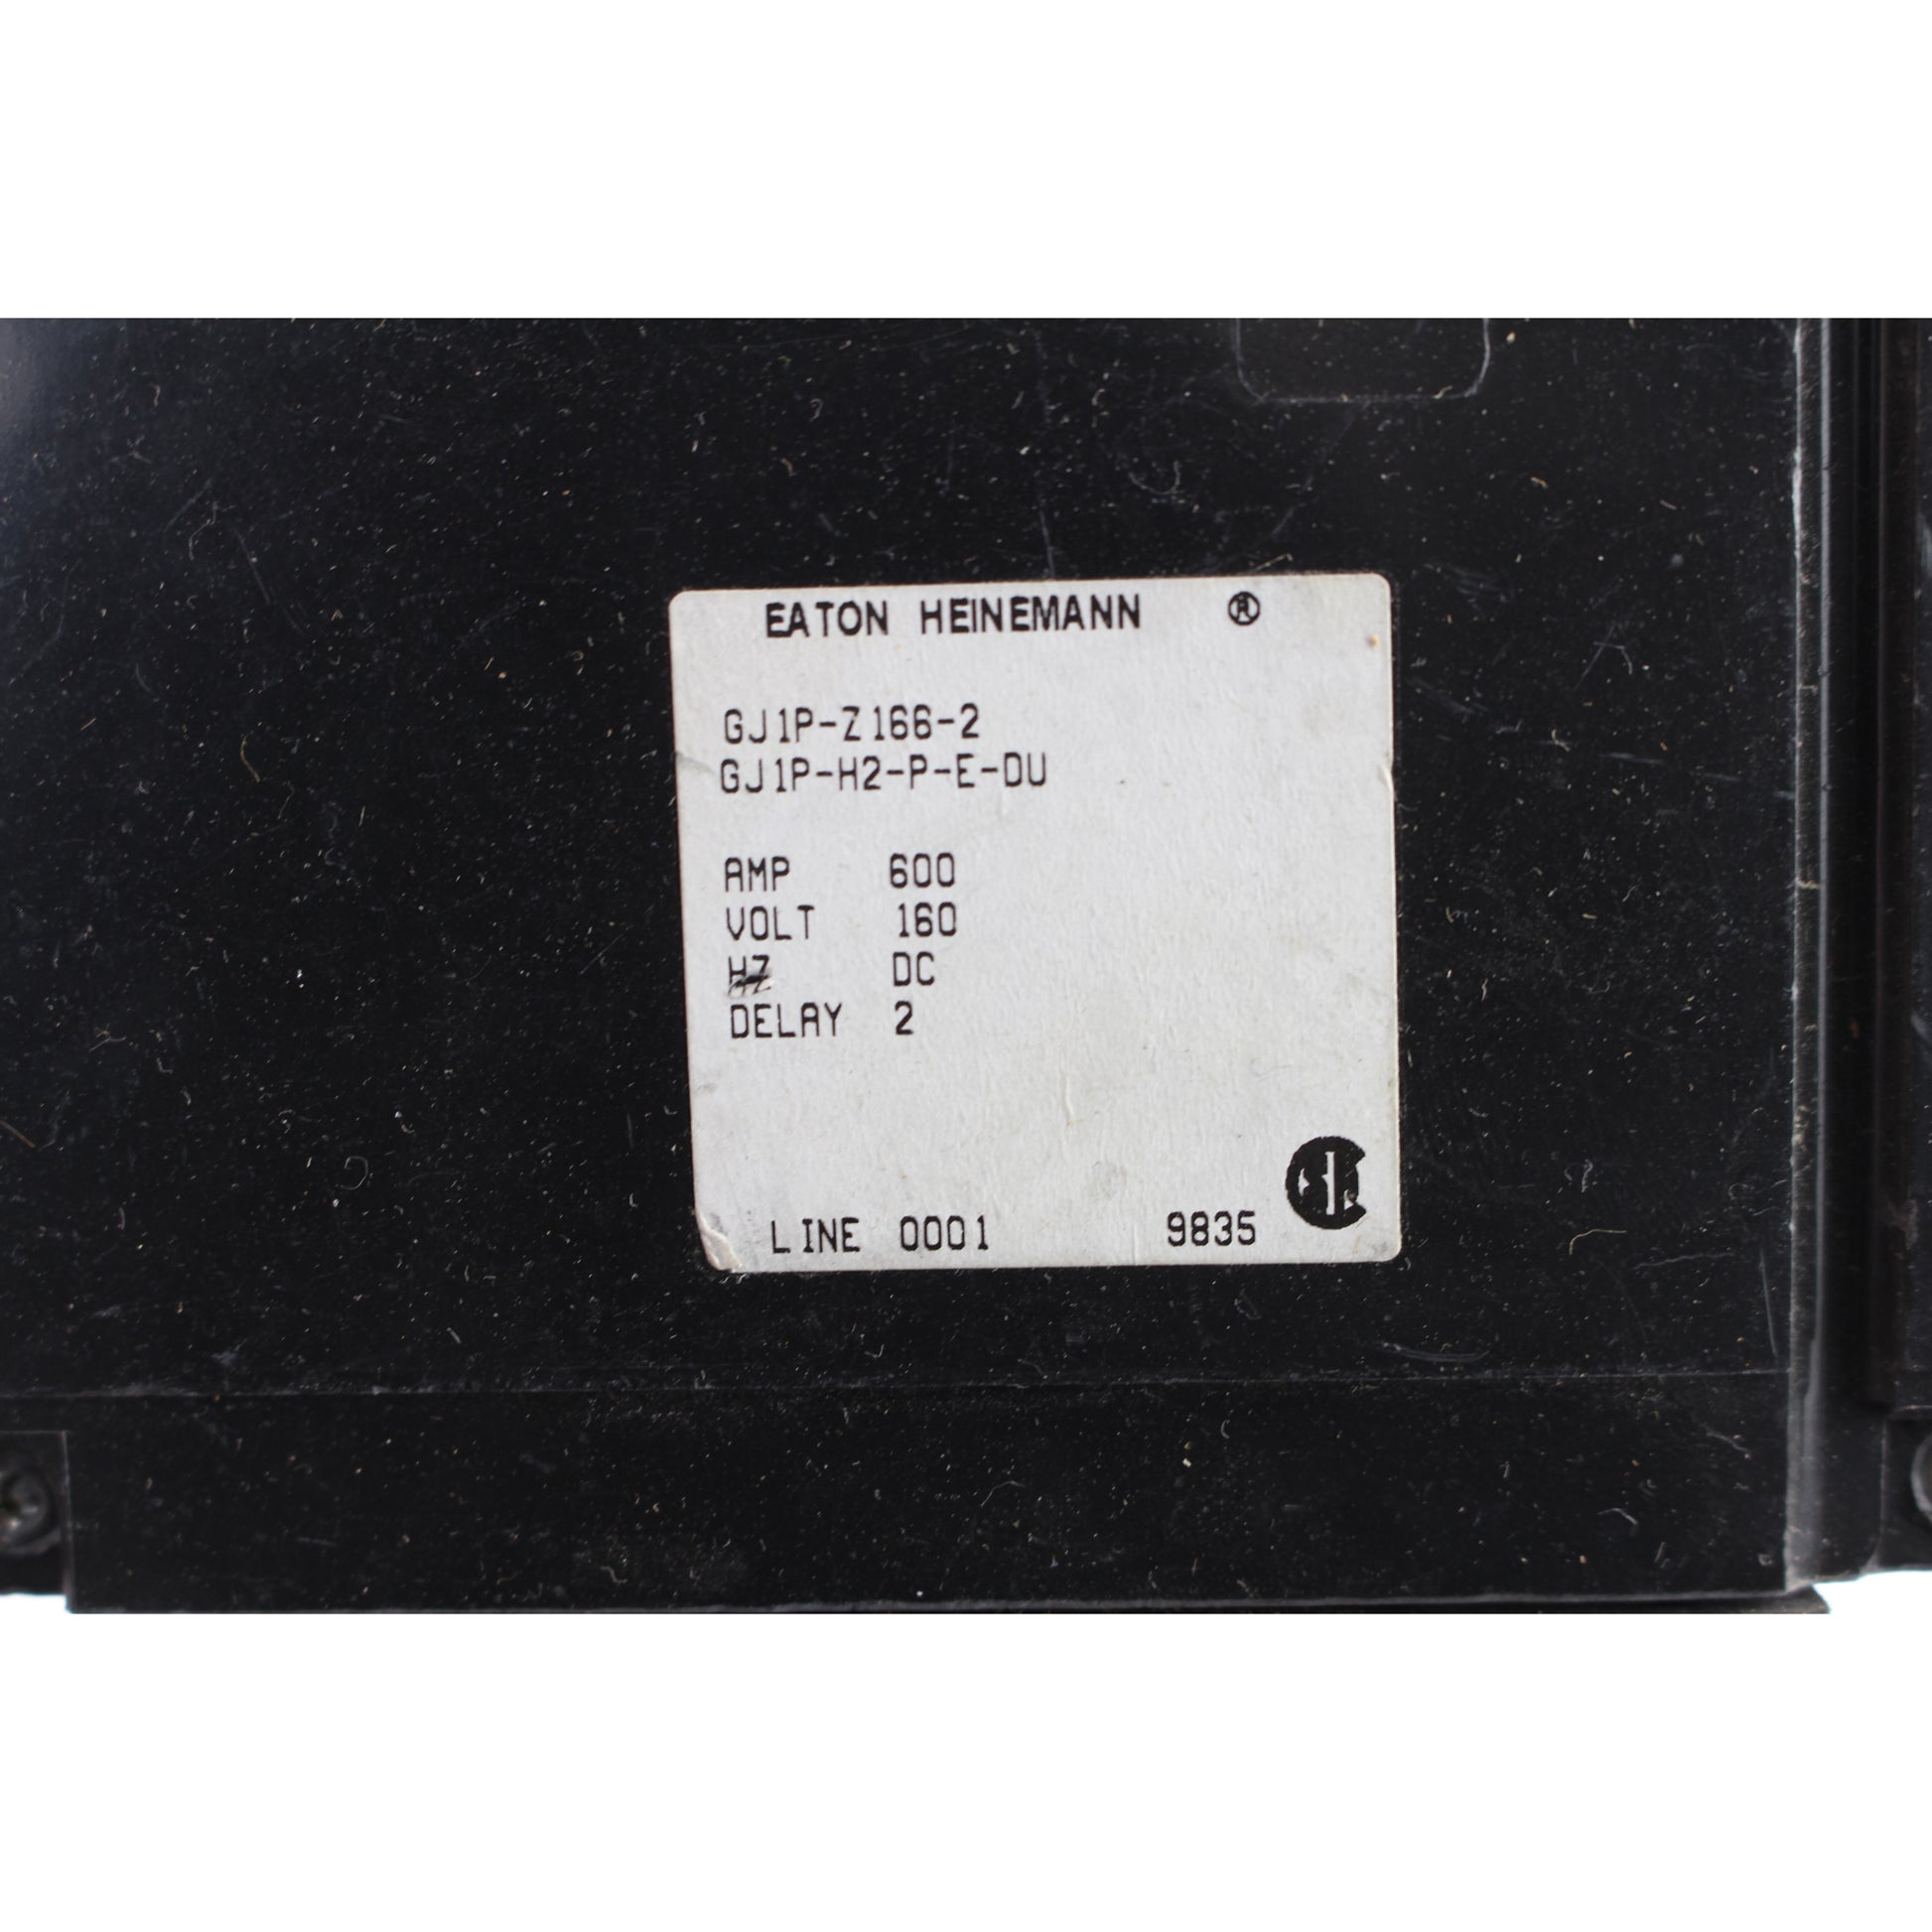 EATON HEINEMANN ®
GJ1P-Z166-2
GJ1P-H2-P-E-DU
AMP 600
VOLT 160
HZ DC
DELAY 2
LINE 0001 9835